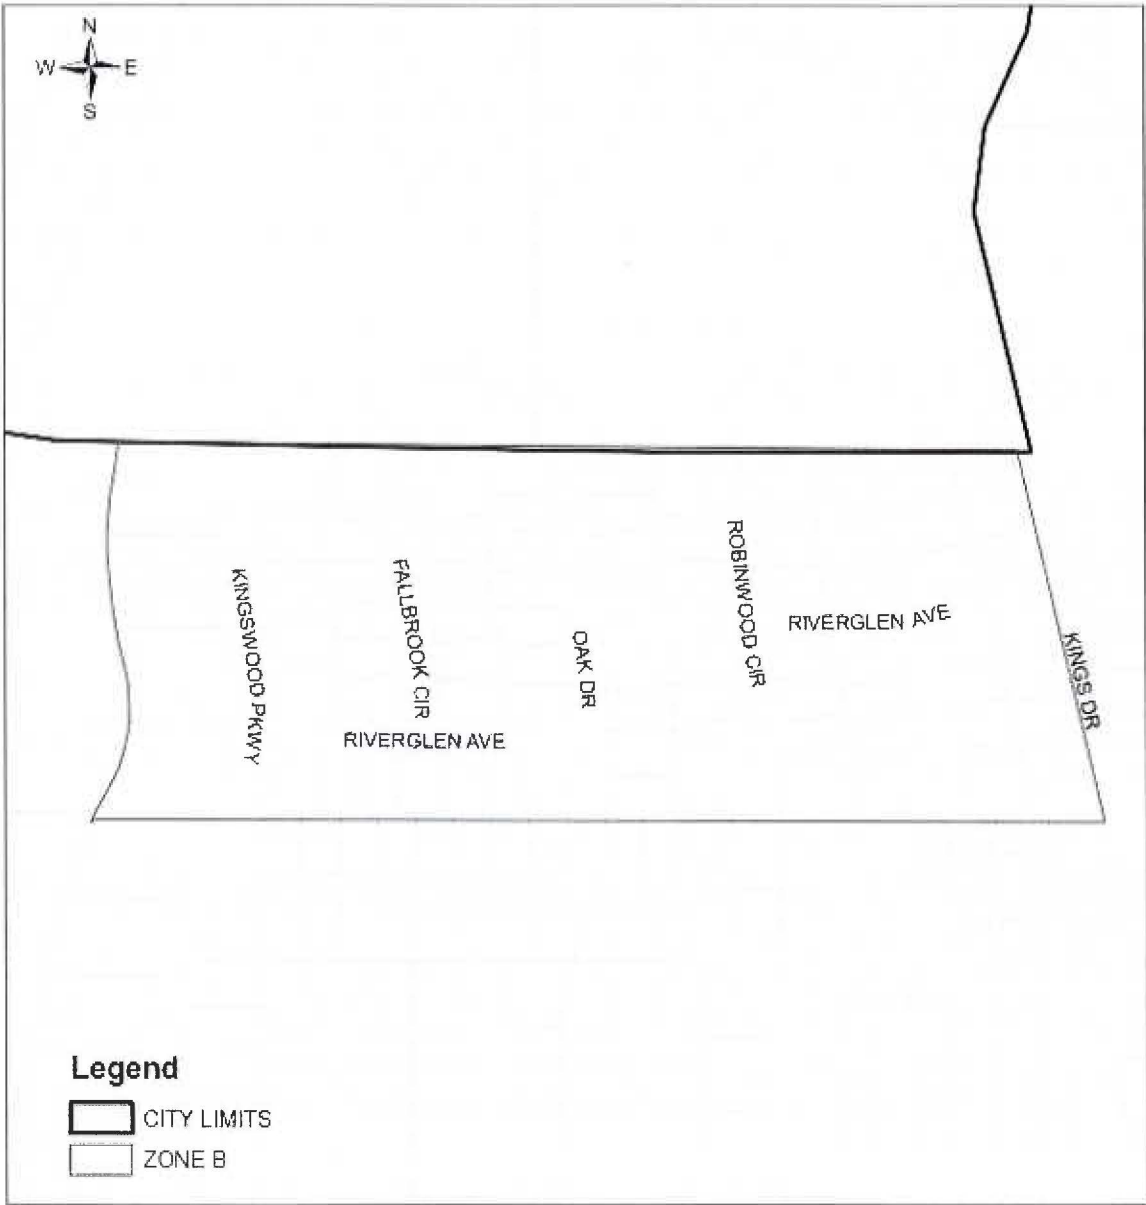 N
W E
S
KINGSWOOD PKWY
FALLBROOK CIR
OAK DR
ROBINWOOD CIR
RIVERGLEN AVE
KINGS DR
RIVERGLEN AVE
Legend
CITY LIMITS
ZONE B